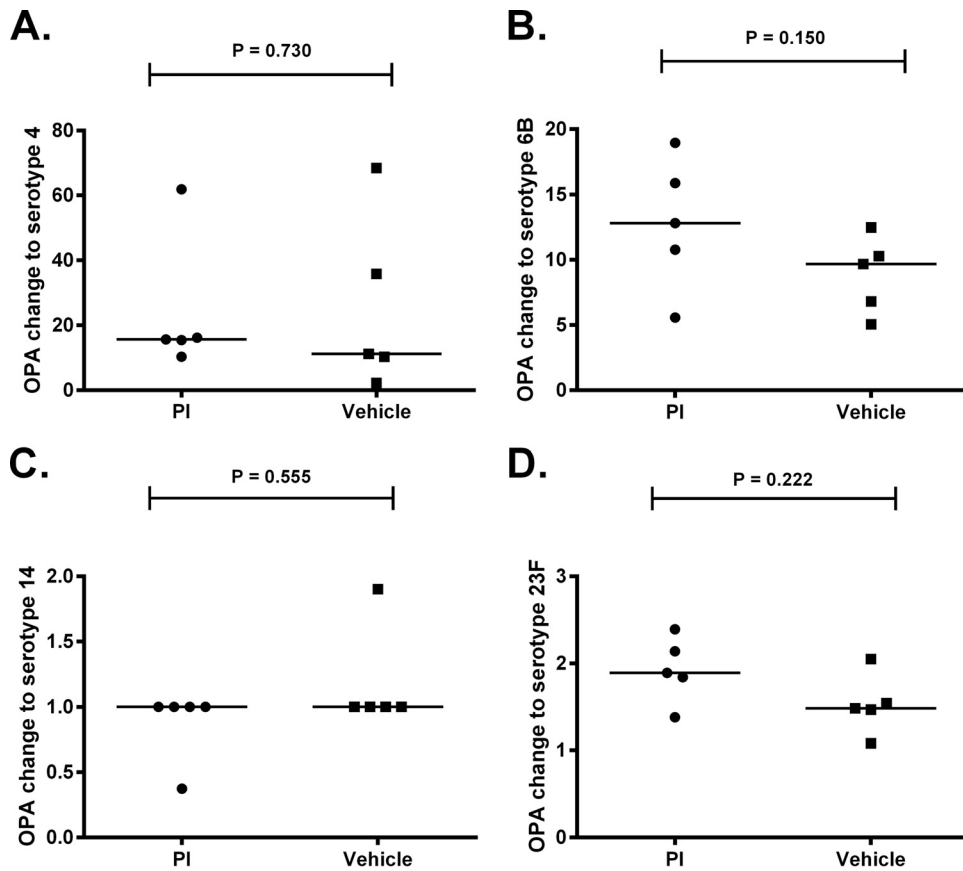 A.
P = 0.730
OPA change to serotype 4
80
60
40
20
0
PI
Vehicle
B.
P = 0.150
OPA change to serotype 6B
20
15
10
5
0
PI
Vehicle
C.
P = 0.555
OPA change to serotype 14
2.0
1.5
1.0
0.5
0.0
PI
Vehicle
D.
P = 0.222
OPA change to serotype 23F
3
2
1
0
PI
Vehicle